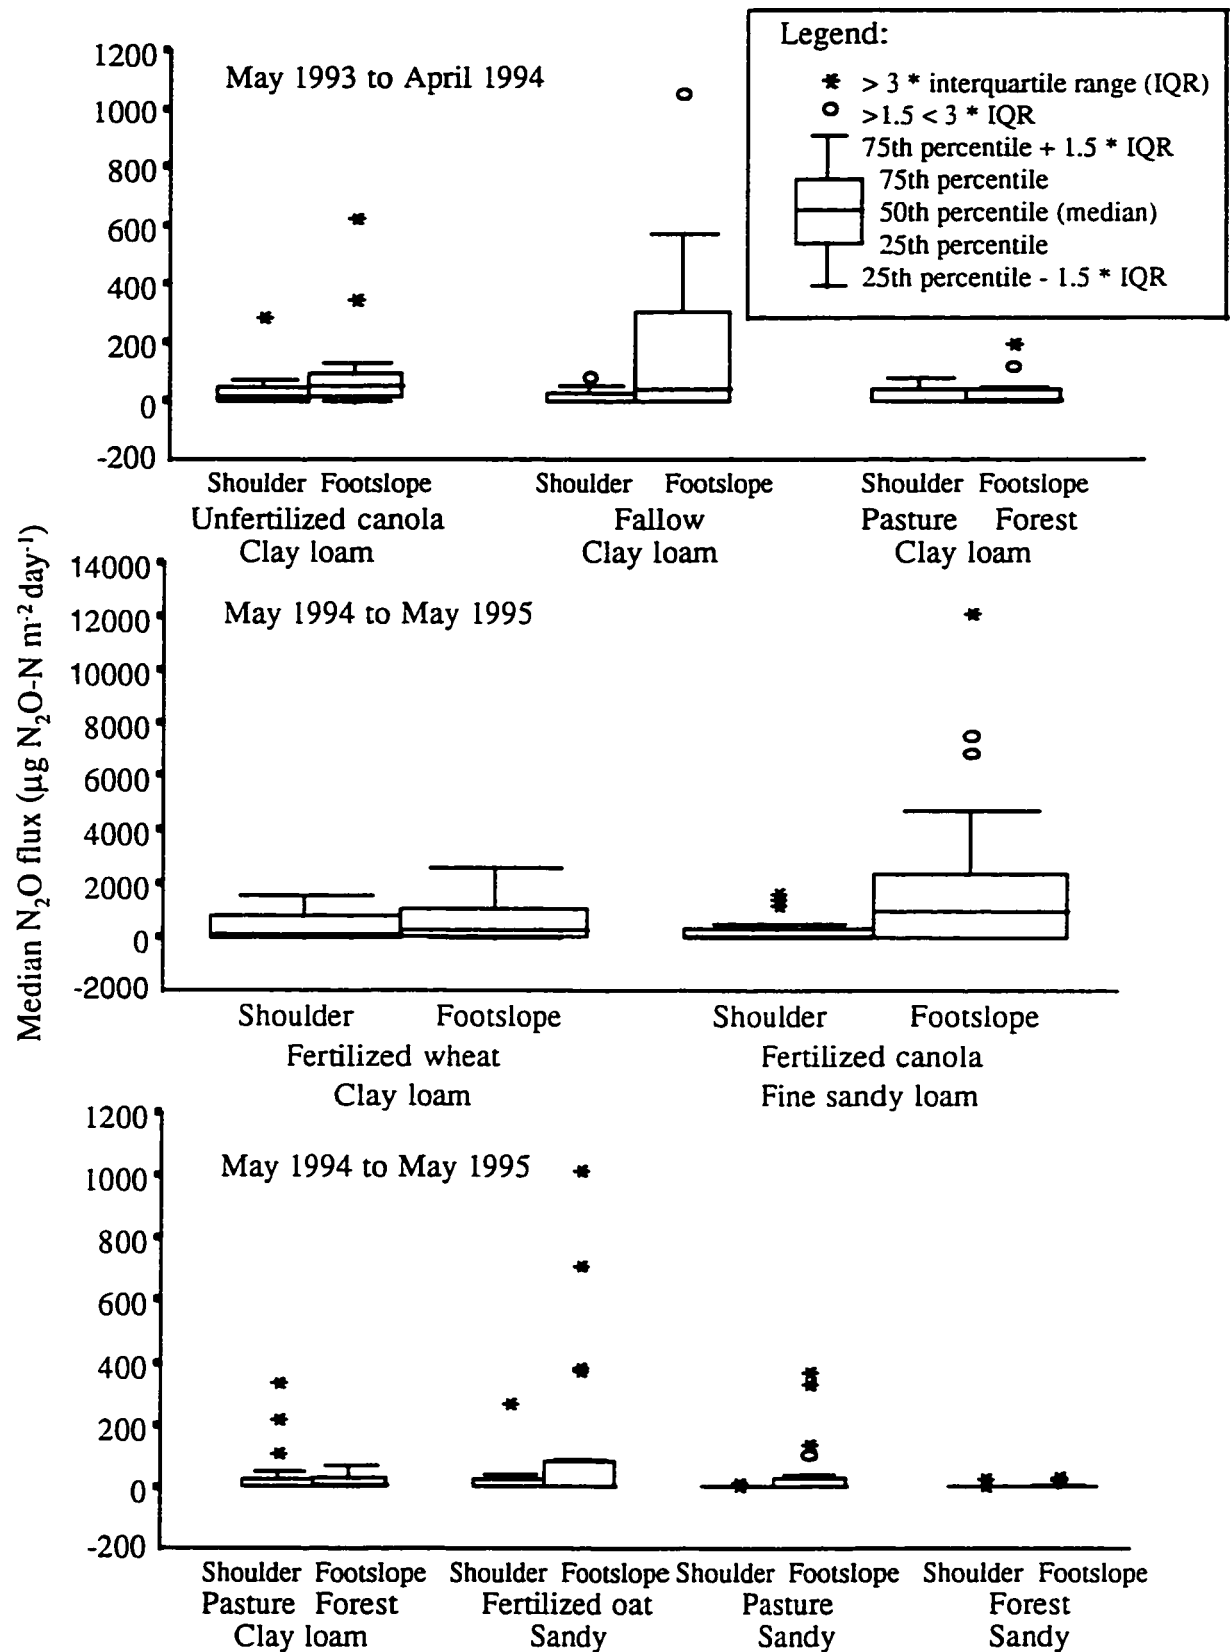 Legend:
* > 3 * interquartile range (IQR)
o >1.5 < 3 * IQR
75th percentile + 1.5 * IQR
75th percentile
50th percentile (median)
25th percentile
25th percentile - 1.5 * IQR
Median N₂O flux (µg N₂O-N m⁻² day⁻¹)
May 1993 to April 1994
1200
1000
800
600
400
200
0
-200
Shoulder Footslope Shoulder Footslope Shoulder Footslope
Unfertilized canola Fallow Pasture Forest
Clay loam Clay loam Clay loam
May 1994 to May 1995
14000
12000
10000
8000
6000
4000
2000
0
-2000
Shoulder Footslope Shoulder Footslope
Fertilized wheat Fertilized canola
Clay loam Fine sandy loam
May 1994 to May 1995
1200
1000
800
600
400
200
0
-200
Shoulder Footslope Shoulder Footslope Shoulder Footslope Shoulder Footslope
Pasture Forest Fertilized oat Pasture Forest
Clay loam Sandy Sandy Sandy